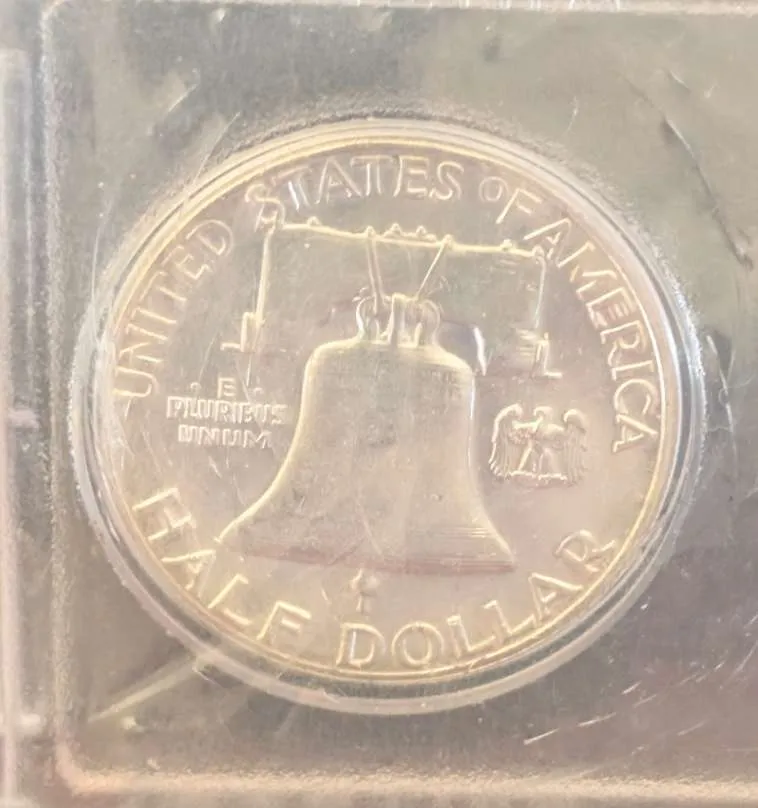 UNITED STATES OF AMERICA
· E ·
PLURIBUS
UNUM
HALF DOLLAR